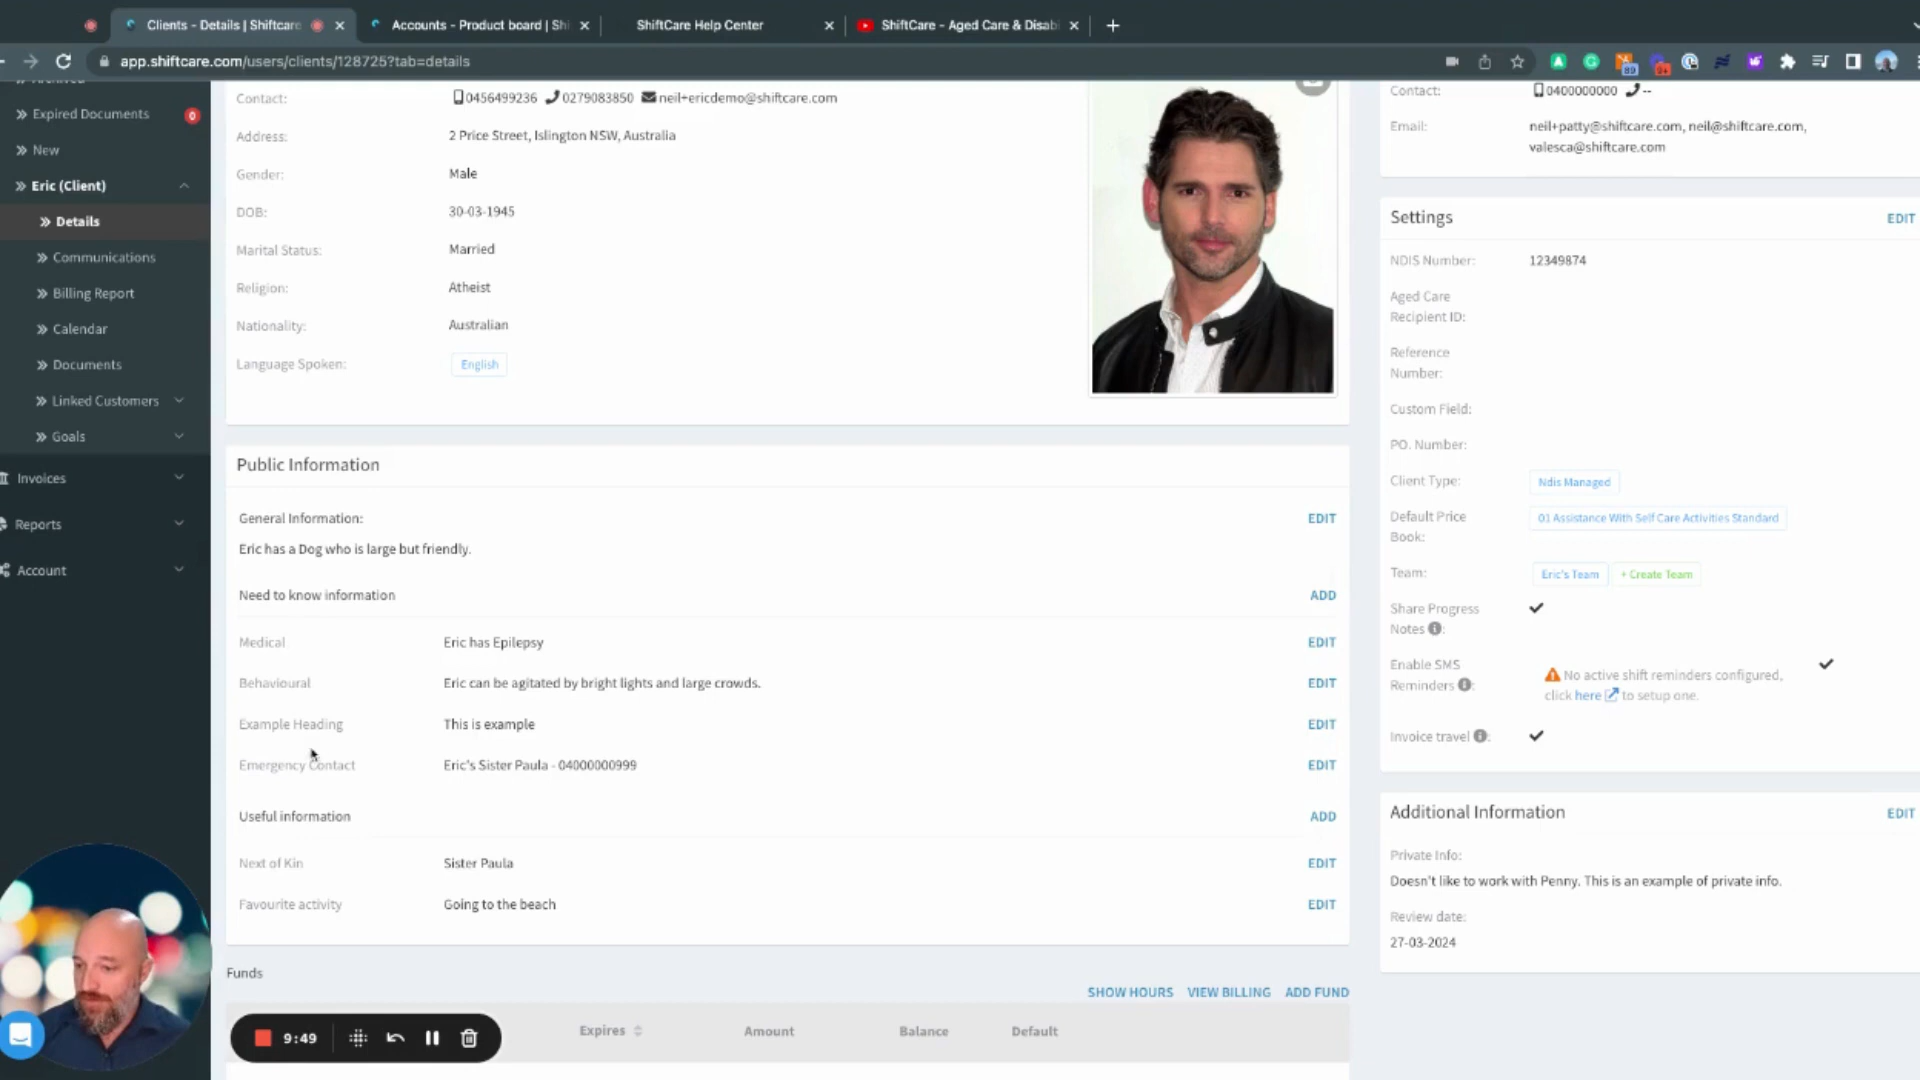 Clients - Details | Shiftcare
Accounts - Product board | Shi
ShiftCare Help Center
ShiftCare - Aged Care & Disabi
app.shiftcare.com/users/clients/128725?tab=details
89
9+
Archived
Expired Documents
0
New
Eric (Client)
Details
Communications
Billing Report
Calendar
Documents
Linked Customers
Goals
Invoices
Reports
Account
Contact: 0456499236 0279083850 neil+ericdemo@shiftcare.com
Address: 2 Price Street, Islington NSW, Australia
Gender: Male
DOB: 30-03-1945
Marital Status: Married
Religion: Atheist
Nationality: Australian
Language Spoken: English
Public Information
General Information: EDIT
Eric has a Dog who is large but friendly.
Need to know information ADD
Medical Eric has Epilepsy EDIT
Behavioural Eric can be agitated by bright lights and large crowds. EDIT
Example Heading This is example EDIT
Emergency Contact Eric's Sister Paula - 04000000999 EDIT
Useful information ADD
Next of Kin Sister Paula EDIT
Favourite activity Going to the beach EDIT
Funds
SHOW HOURS VIEW BILLING ADD FUND
Expires Amount Balance Default
9:49
Contact: 0400000000 --
Email: neil+patty@shiftcare.com, neil@shiftcare.com,
valesca@shiftcare.com
Settings EDIT
NDIS Number: 12349874
Aged Care
Recipient ID:
Reference
Number:
Custom Field:
PO. Number:
Client Type: Ndis Managed
Default Price
Book: 01 Assistance With Self Care Activities Standard
Team: Eric's Team + Create Team
Share Progress
Notes :
Enable SMS
Reminders :
No active shift reminders configured,
click here to setup one.
Invoice travel :
Additional Information EDIT
Private Info:
Doesn't like to work with Penny. This is an example of private info.
Review date:
27-03-2024